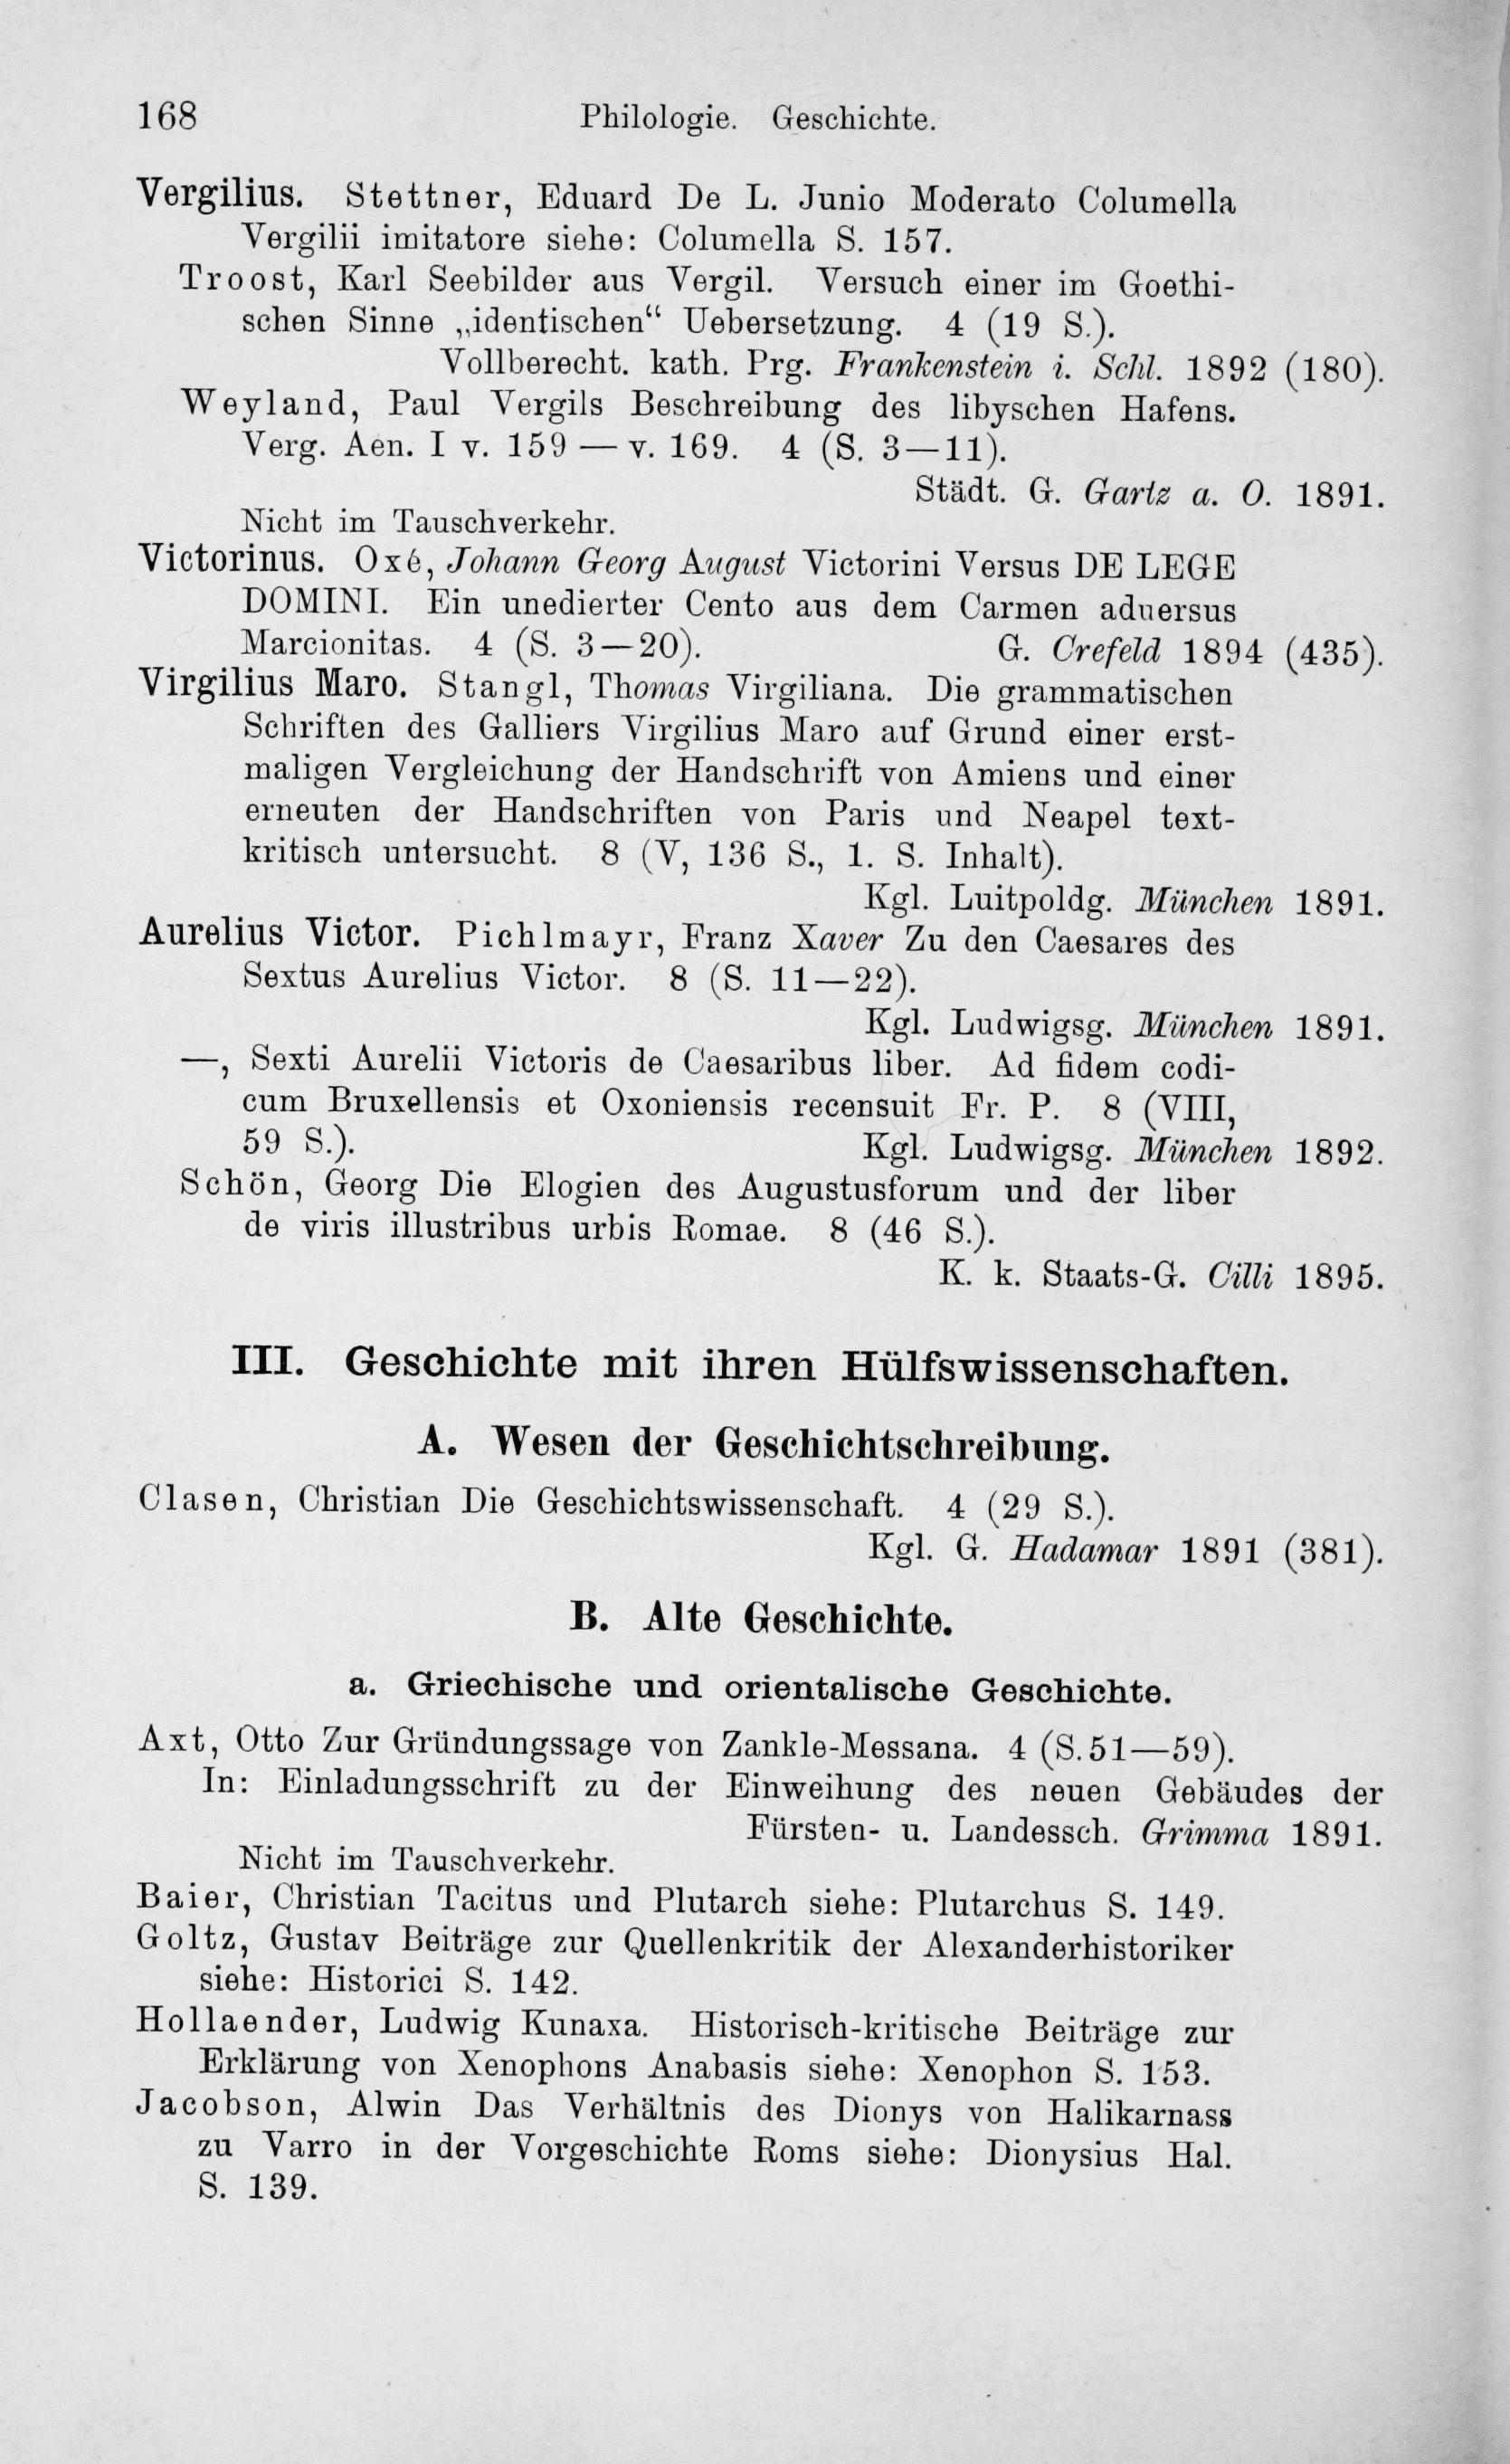 168 Philologie. Geschichte.
Vergilius. Stettner, Eduard De L. Junio Moderato Columella
Vergilii imitatore siehe: Columella S. 157.
Troost, Karl Seebilder aus Vergil. Versuch einer im Goethi-
schen Sinne „identischen“ Uebersetzung. 4 (19 S.).
Vollberecht. kath. Prg. Frankenstein i. Schl. 1892 (180).
Weyland, Paul Vergils Beschreibung des libyschen Hafens.
Verg. Aen. I v. 159 — v. 169. 4 (S. 3—11).
Städt. G. Gartz a. O. 1891.
Nicht im Tauschverkehr.
Victorinus. Oxé, Johann Georg August Victorini Versus DE LEGE
DOMINI. Ein unedierter Cento aus dem Carmen aduersus
Marcionitas. 4 (S. 3—20). G. Crefeld 1894 (435).
Virgilius Maro. Stangl, Thomas Virgiliana. Die grammatischen
Schriften des Galliers Virgilius Maro auf Grund einer erst-
maligen Vergleichung der Handschrift von Amiens und einer
erneuten der Handschriften von Paris und Neapel text-
kritisch untersucht. 8 (V, 136 S., 1. S. Inhalt).
Kgl. Luitpoldg. München 1891.
Aurelius Victor. Pichlmayr, Franz Xaver Zu den Caesares des
Sextus Aurelius Victor. 8 (S. 11—22).
Kgl. Ludwigsg. München 1891.
—, Sexti Aurelii Victoris de Caesaribus liber. Ad fidem codi-
cum Bruxellensis et Oxoniensis recensuit Fr. P. 8 (VIII,
59 S.). Kgl. Ludwigsg. München 1892.
Schön, Georg Die Elogien des Augustusforum und der liber
de viris illustribus urbis Romae. 8 (46 S.).
K. k. Staats-G. Cilli 1895.
III. Geschichte mit ihren Hülfswissenschaften.
A. Wesen der Geschichtschreibung.
Clasen, Christian Die Geschichtswissenschaft. 4 (29 S.).
Kgl. G. Hadamar 1891 (381).
B. Alte Geschichte.
a. Griechische und orientalische Geschichte.
Axt, Otto Zur Gründungssage von Zankle-Messana. 4 (S. 51—59).
In: Einladungsschrift zu der Einweihung des neuen Gebäudes der
Fürsten- u. Landessch. Grimma 1891.
Nicht im Tauschverkehr.
Baier, Christian Tacitus und Plutarch siehe: Plutarchus S. 149.
Goltz, Gustav Beiträge zur Quellenkritik der Alexanderhistoriker
siehe: Historici S. 142.
Hollaender, Ludwig Kunaxa. Historisch-kritische Beiträge zur
Erklärung von Xenophons Anabasis siehe: Xenophon S. 153.
Jacobson, Alwin Das Verhältnis des Dionys von Halikarnass
zu Varro in der Vorgeschichte Roms siehe: Dionysius Hal.
S. 139.